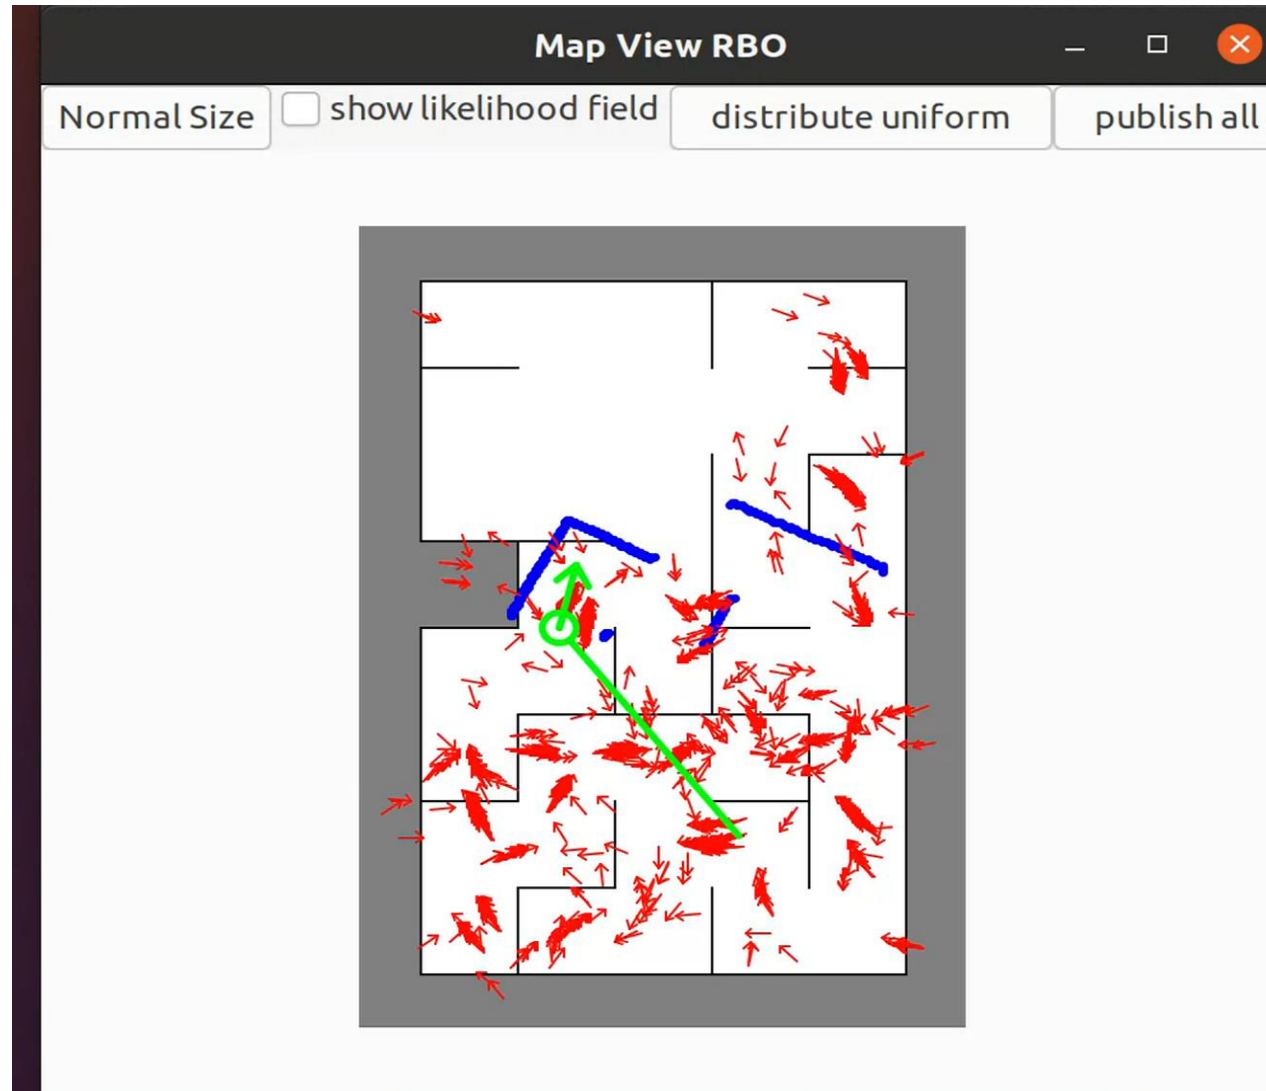 Map View RBO
Normal Size
show likelihood field
distribute uniform
publish all